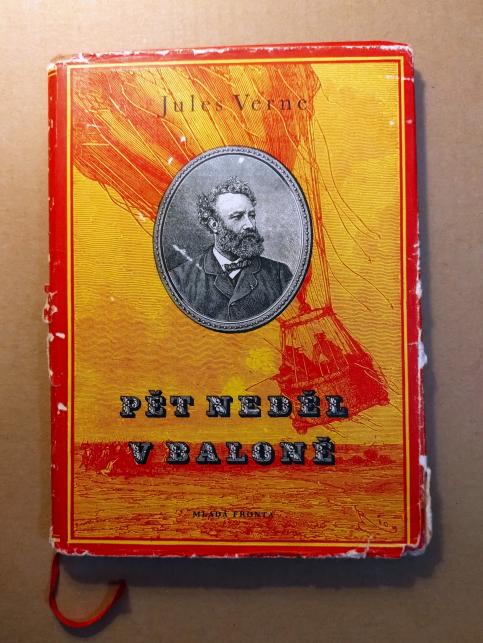 Jules Verne
PĚT NEDĚL
V BALONĚ
MLADÁ FRONTA